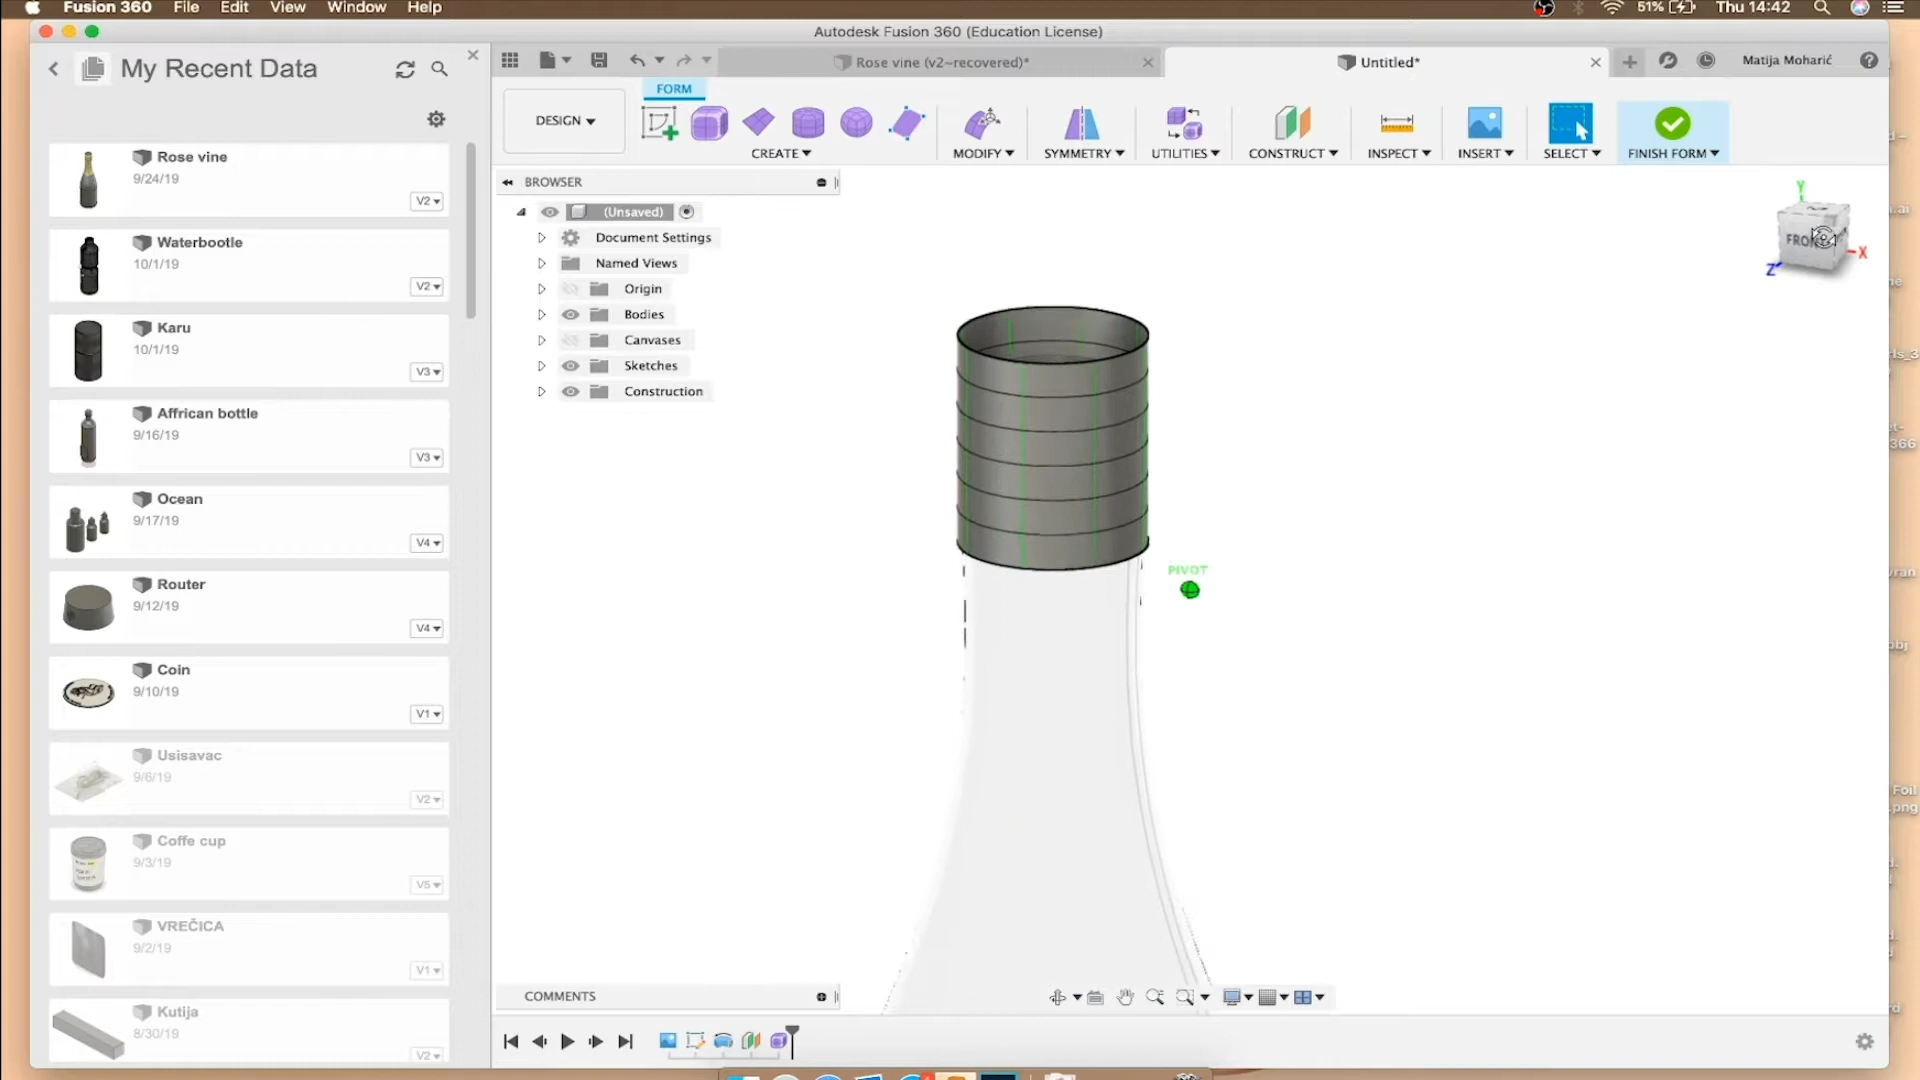 Fusion 360 File Edit View Window Help 51% Thu 14:42
Autodesk Fusion 360 (Education License)
My Recent Data
Rose vine (v2~recovered)*
Untitled*
Matija Moharić
FORM
DESIGN
CREATE
MODIFY
SYMMETRY
UTILITIES
CONSTRUCT
INSPECT
INSERT
SELECT
FINISH FORM
BROWSER
(Unsaved)
Document Settings
Named Views
Origin
Bodies
Canvases
Sketches
Construction
Rose vine
9/24/19
V2
Waterbootle
10/1/19
V2
Karu
10/1/19
V3
Affrican bottle
9/16/19
V3
Ocean
9/17/19
V4
Router
9/12/19
V4
Coin
9/10/19
V1
Usisavac
9/6/19
V2
Coffe cup
9/3/19
V5
VREČICA
9/2/19
V1
Kutija
8/30/19
V2
Y
X
Z
PIVOT
COMMENTS
.ai
366
Foil
.png